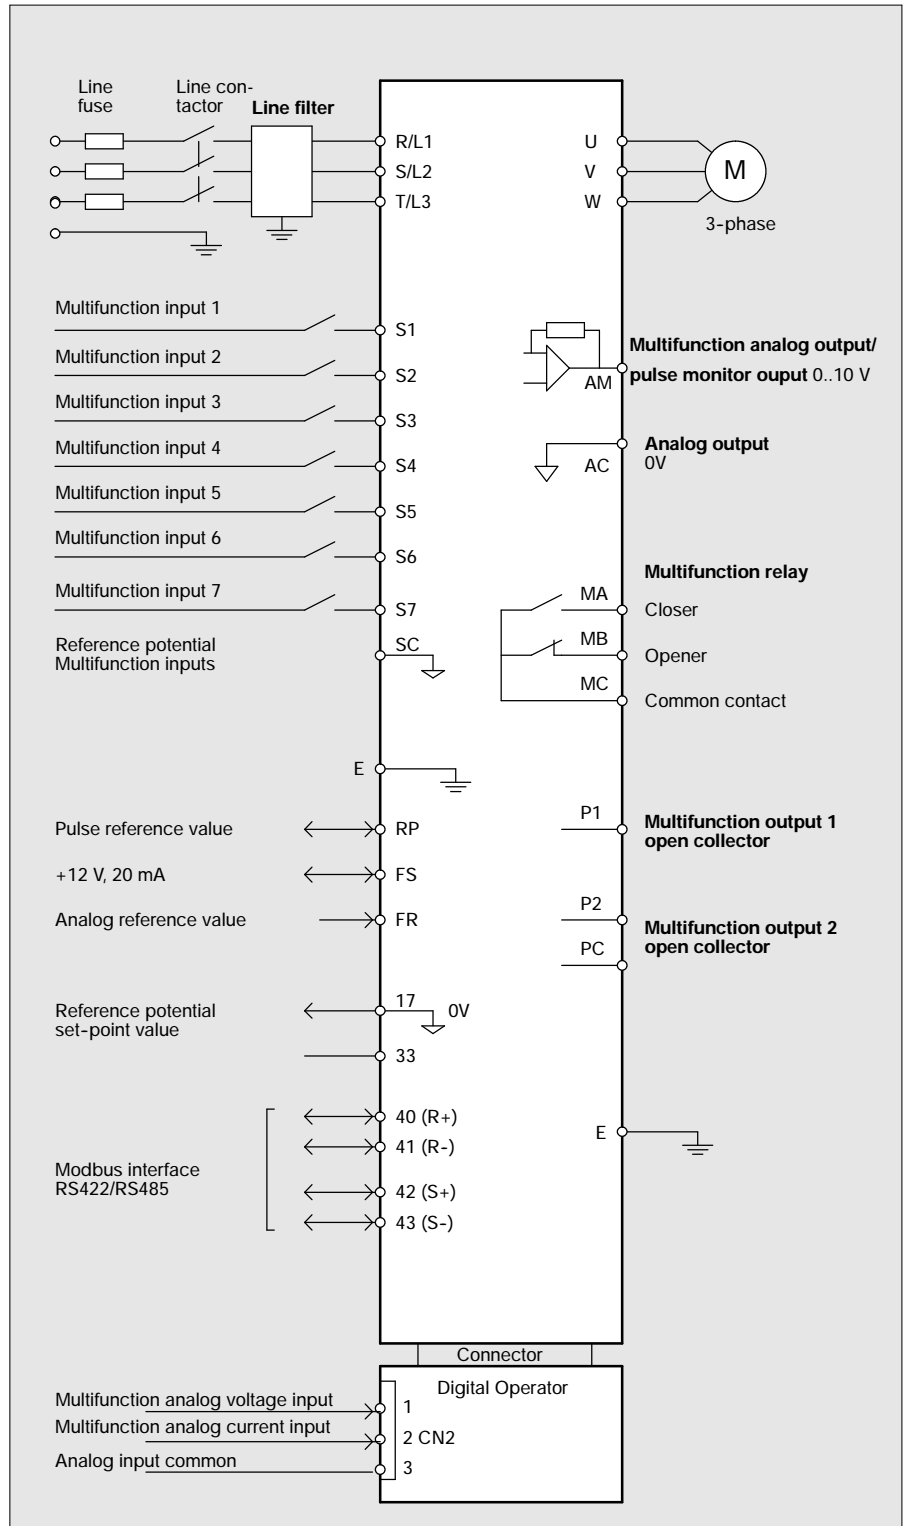 Line
fuse
Line con-
tactor
Line filter
R/L1
S/L2
T/L3
U
V
W
M
3-phase
Multifunction input 1
S1
Multifunction input 2
S2
Multifunction input 3
S3
Multifunction input 4
S4
Multifunction input 5
S5
Multifunction input 6
S6
Multifunction input 7
S7
Reference potential
Multifunction inputs
SC
AM
Multifunction analog output/
pulse monitor ouput 0..10 V
AC
Analog output
0V
Multifunction relay
MA
Closer
MB
Opener
MC
Common contact
E
Pulse reference value
RP
+12 V, 20 mA
FS
Analog reference value
FR
P1
Multifunction output 1
open collector
P2
PC
Multifunction output 2
open collector
Reference potential
set-point value
17
0V
33
Modbus interface
RS422/RS485
40 (R+)
41 (R-)
42 (S+)
43 (S-)
E
Connector
Digital Operator
Multifunction analog voltage input
1
Multifunction analog current input
2 CN2
Analog input common
3